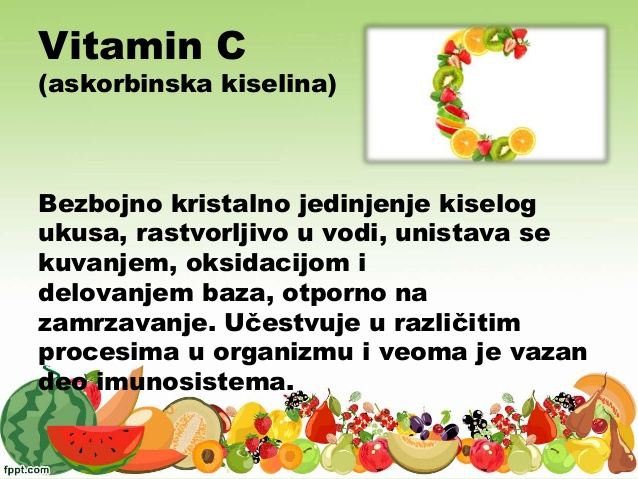 Vitamin C
(askorbinska kiselina)
Bezbojno kristalno jedinjenje kiselog
ukusa, rastvorljivo u vodi, unistava se
kuvanjem, oksidacijom i
delovanjem baza, otporno na
zamrzavanje. Učestvuje u različitim
procesima u organizmu i veoma je vazan
deo imunosistema.
fppt.com